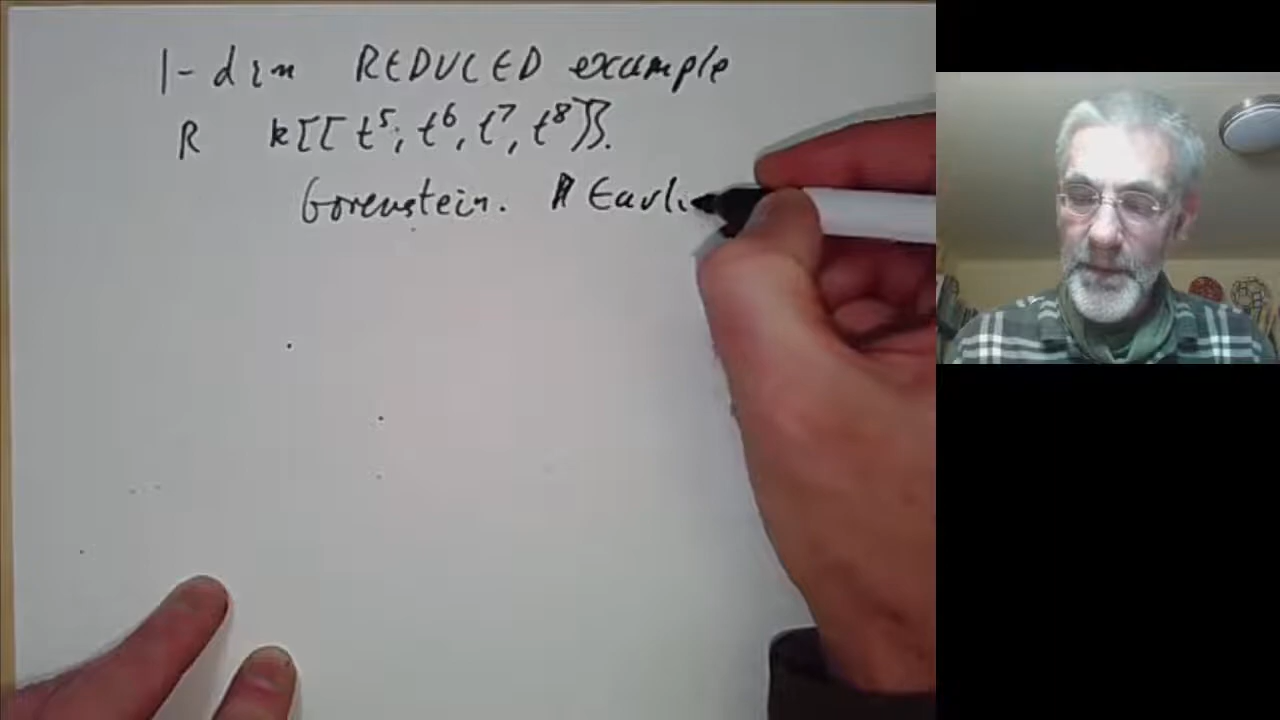 1-dim REDUCED example
R k[[t⁵, t⁶, t⁷, t⁸]].
Gorenstein. Earli